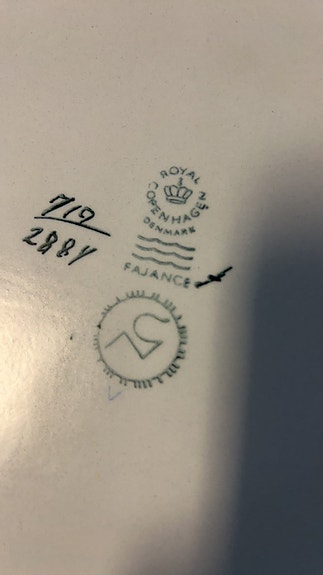 ROYAL
COPENHAGEN
DENMARK
FAJANCE
719
2884